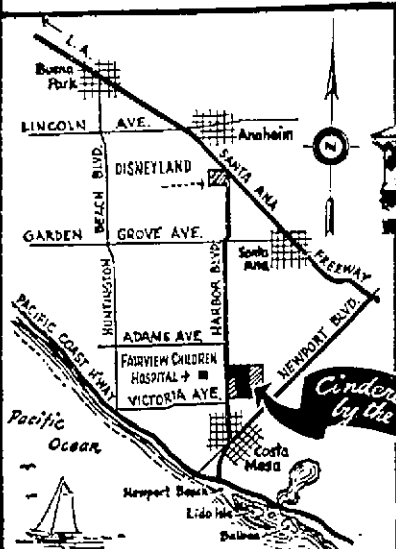 L.A.
Buena
Park
LINCOLN AVE.
Anaheim
N
DISNEYLAND
SANTA ANA
FREEWAY
BEACH BLVD.
HUNTINGTON
GARDEN GROVE AVE.
HARBOR BLVD.
Santa
Ana
PACIFIC COAST HWAY
ADAMS AVE
NEWPORT BLVD.
FAIRVIEW CHILDREN
HOSPITAL
VICTORIA AVE.
Cinder
by the
Pacific
Ocean
Costa
Mesa
Newport Beach
Lido Isle
Balboa